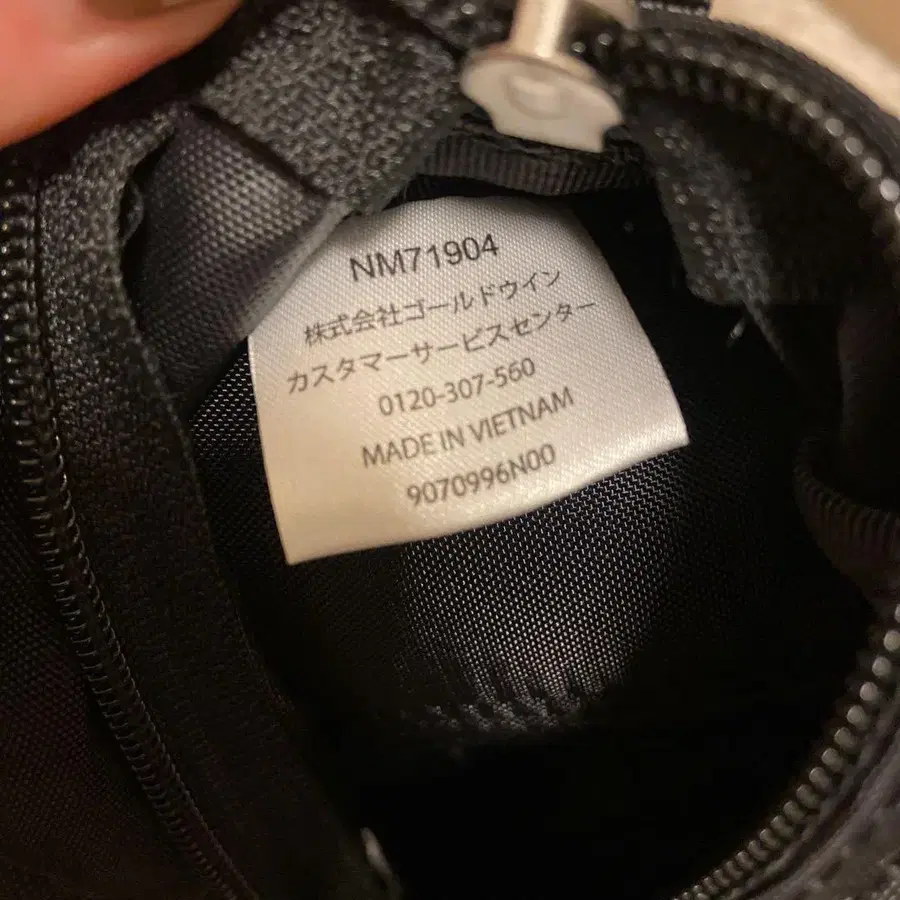 NM71904
株式会社ゴールドウイン
カスタマーサービスセンター
0120-307-560
MADE IN VIETNAM
9070996N00